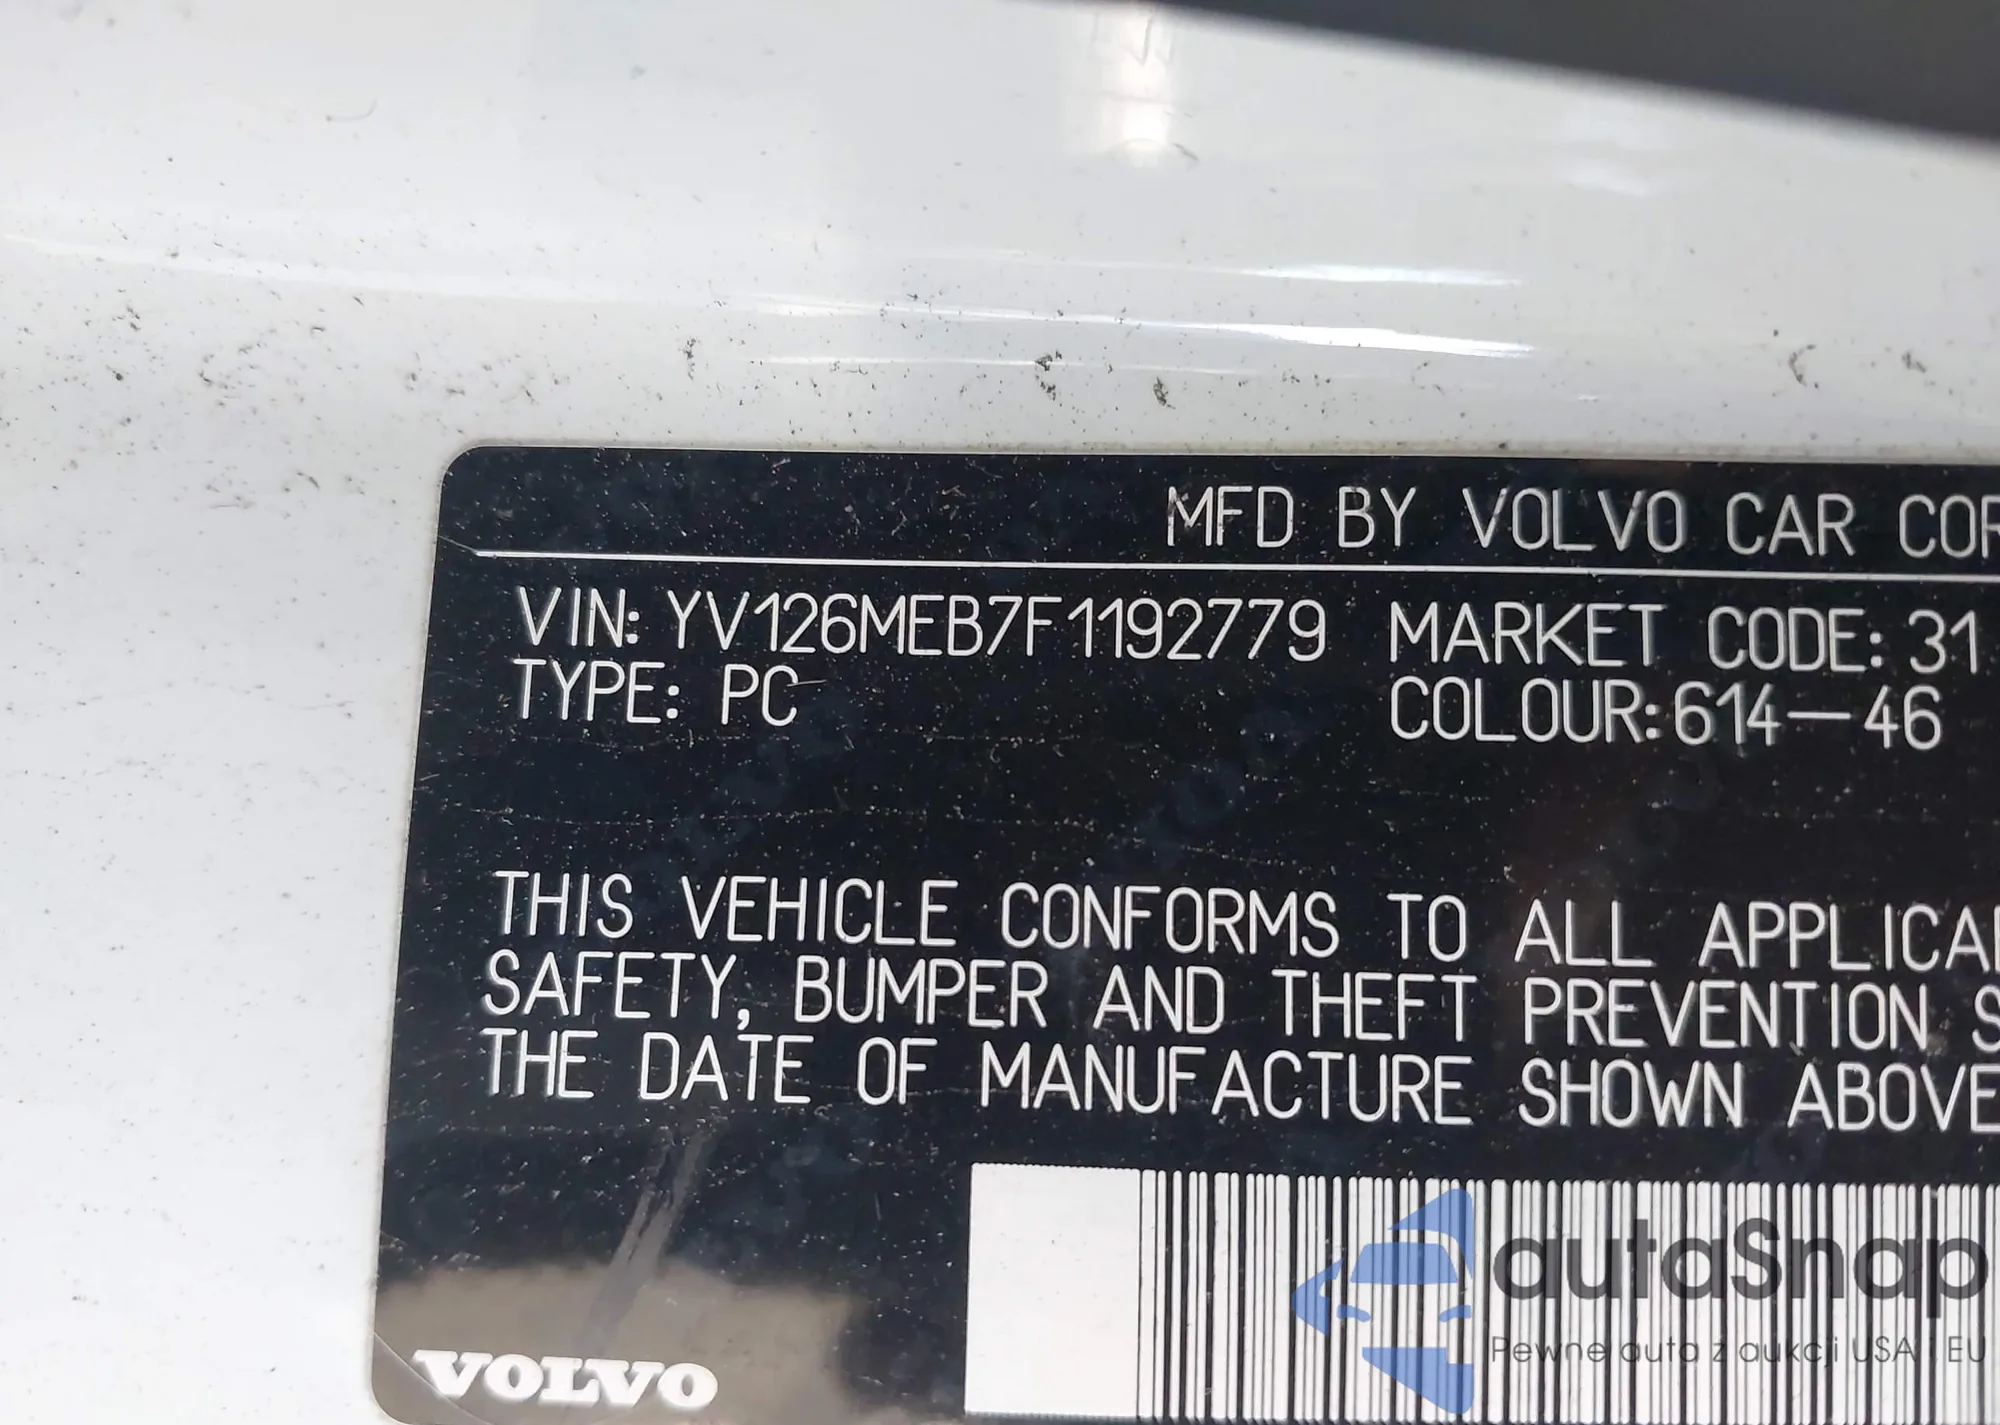 MFD BY VOLVO CAR COR
VIN: YV126MEB7F1192779 MARKET CODE: 31
TYPE: PC COLOUR: 614-46
THIS VEHICLE CONFORMS TO ALL APPLICA
SAFETY, BUMPER AND THEFT PREVENTION S
THE DATE OF MANUFACTURE SHOWN ABOVE
VOLVO
autaSnap
Pewne auta z aukcji USA i EU